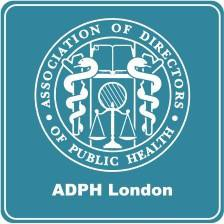 ASSOCIATION OF DIRECTORS
• OF PUBLIC HEALTH •
ADPH London